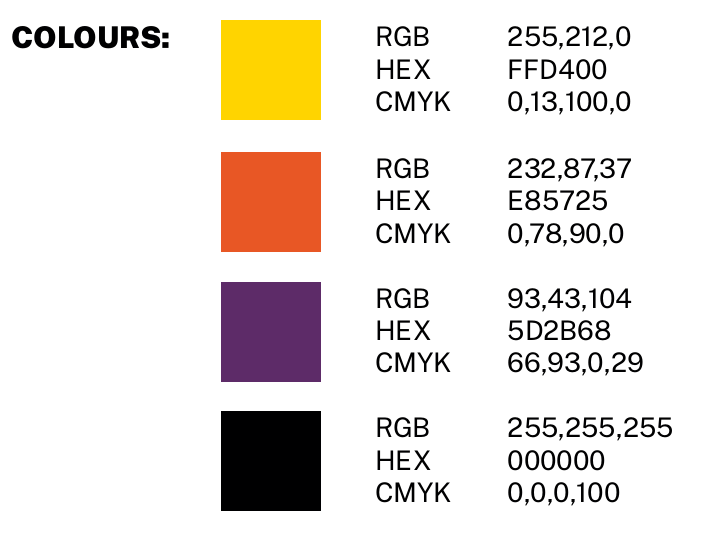 COLOURS:
RGB 255,212,0
HEX FFD400
CMYK 0,13,100,0
RGB 232,87,37
HEX E85725
CMYK 0,78,90,0
RGB 93,43,104
HEX 5D2B68
CMYK 66,93,0,29
RGB 255,255,255
HEX 000000
CMYK 0,0,0,100